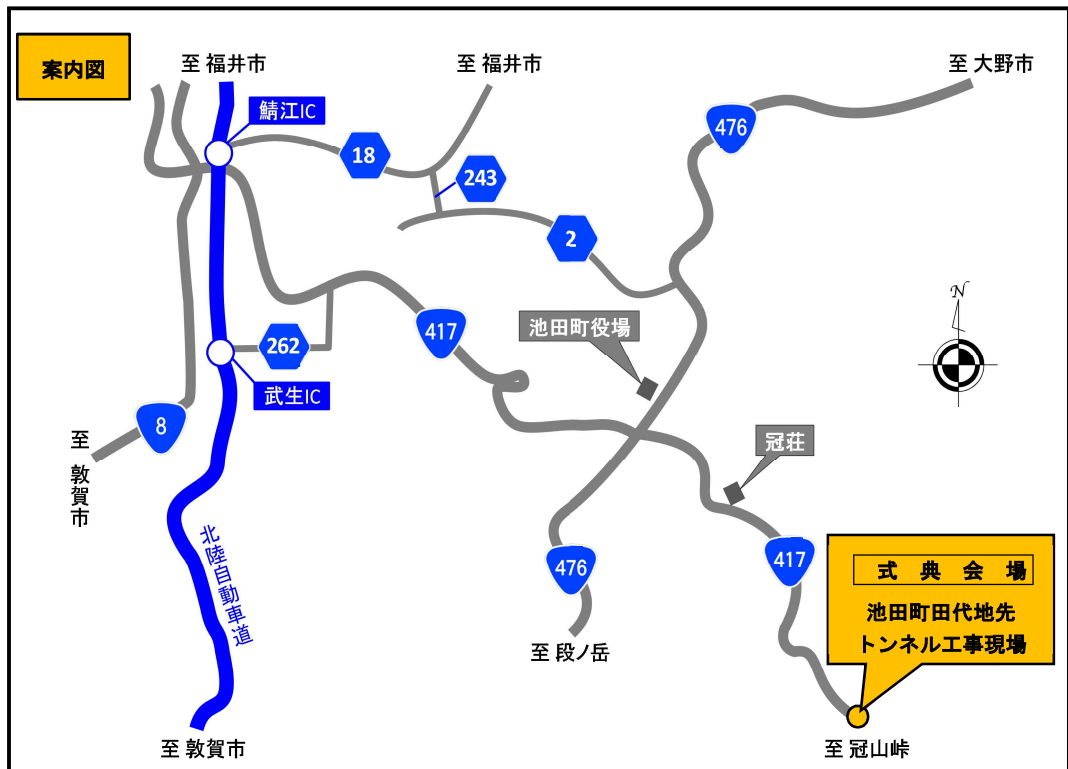 案内図
至 福井市
至 福井市
至 大野市
鯖江IC
476
18
243
2
N
417
池田町役場
262
武生IC
8
至 敦賀市
冠荘
北陸自動車道
476
417
式典会場
池田町田代地先
トンネル工事現場
至 段ノ岳
至 敦賀市
至 冠山峠